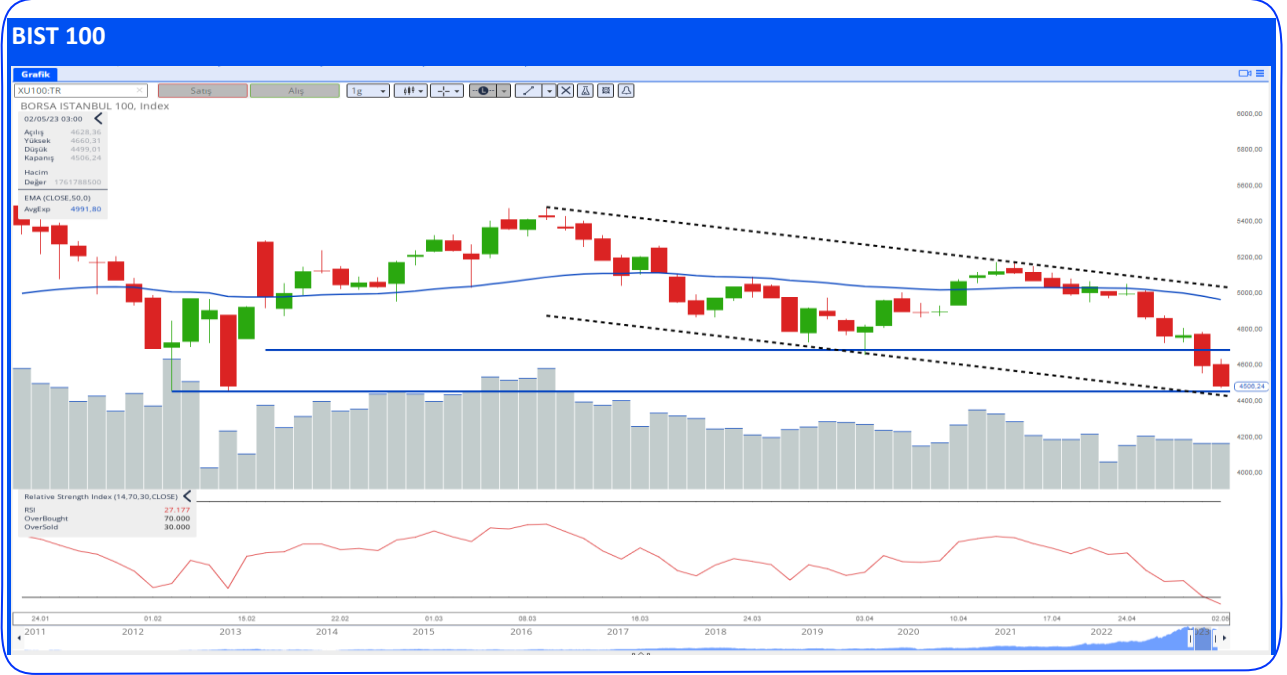 BIST 100
Grafik
XU100:TR
Satış
Alış
1g
L
BORSA ISTANBUL 100, Index
02/05/23 03:00
Açılış 4628,36
Yüksek 4660,31
Düşük 4499,01
Kapanış 4506,24
Hacim
Değer 1761788500
EMA (CLOSE,50,0)
AvgExp 4991,80
6000,00
5800,00
5600,00
5400,00
5200,00
5000,00
4800,00
4600,00
4506,24
4400,00
4200,00
4000,00
Relative Strength Index (14,70,30,CLOSE)
RSI 27.177
OverBought 70.000
OverSold 30.000
24.01 01.02 15.02 22.02 01.03 08.03 16.03 24.03 03.04 10.04 17.04 24.04 02.05
2011 2012 2013 2014 2015 2016 2017 2018 2019 2020 2021 2022